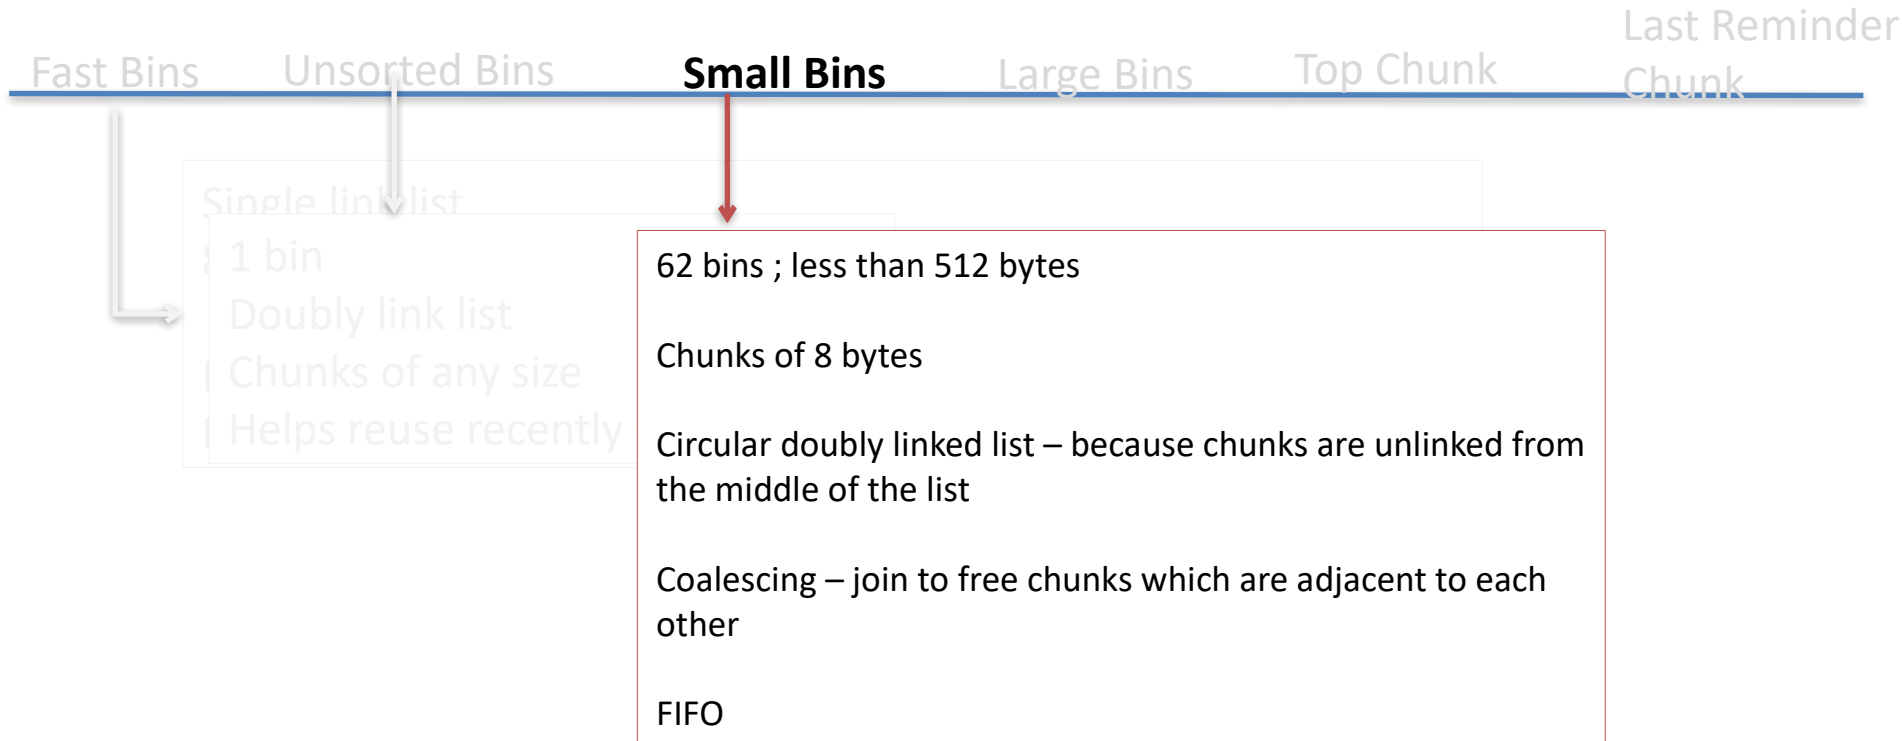 Last Reminder
Fast Bins Unsorted Bins Small Bins Large Bins Top Chunk Chunk
Single link list
1 bin
Doubly link list
Chunks of any size
Helps reuse recently
62 bins ; less than 512 bytes
Chunks of 8 bytes
Circular doubly linked list – because chunks are unlinked from
the middle of the list
Coalescing – join to free chunks which are adjacent to each
other
FIFO